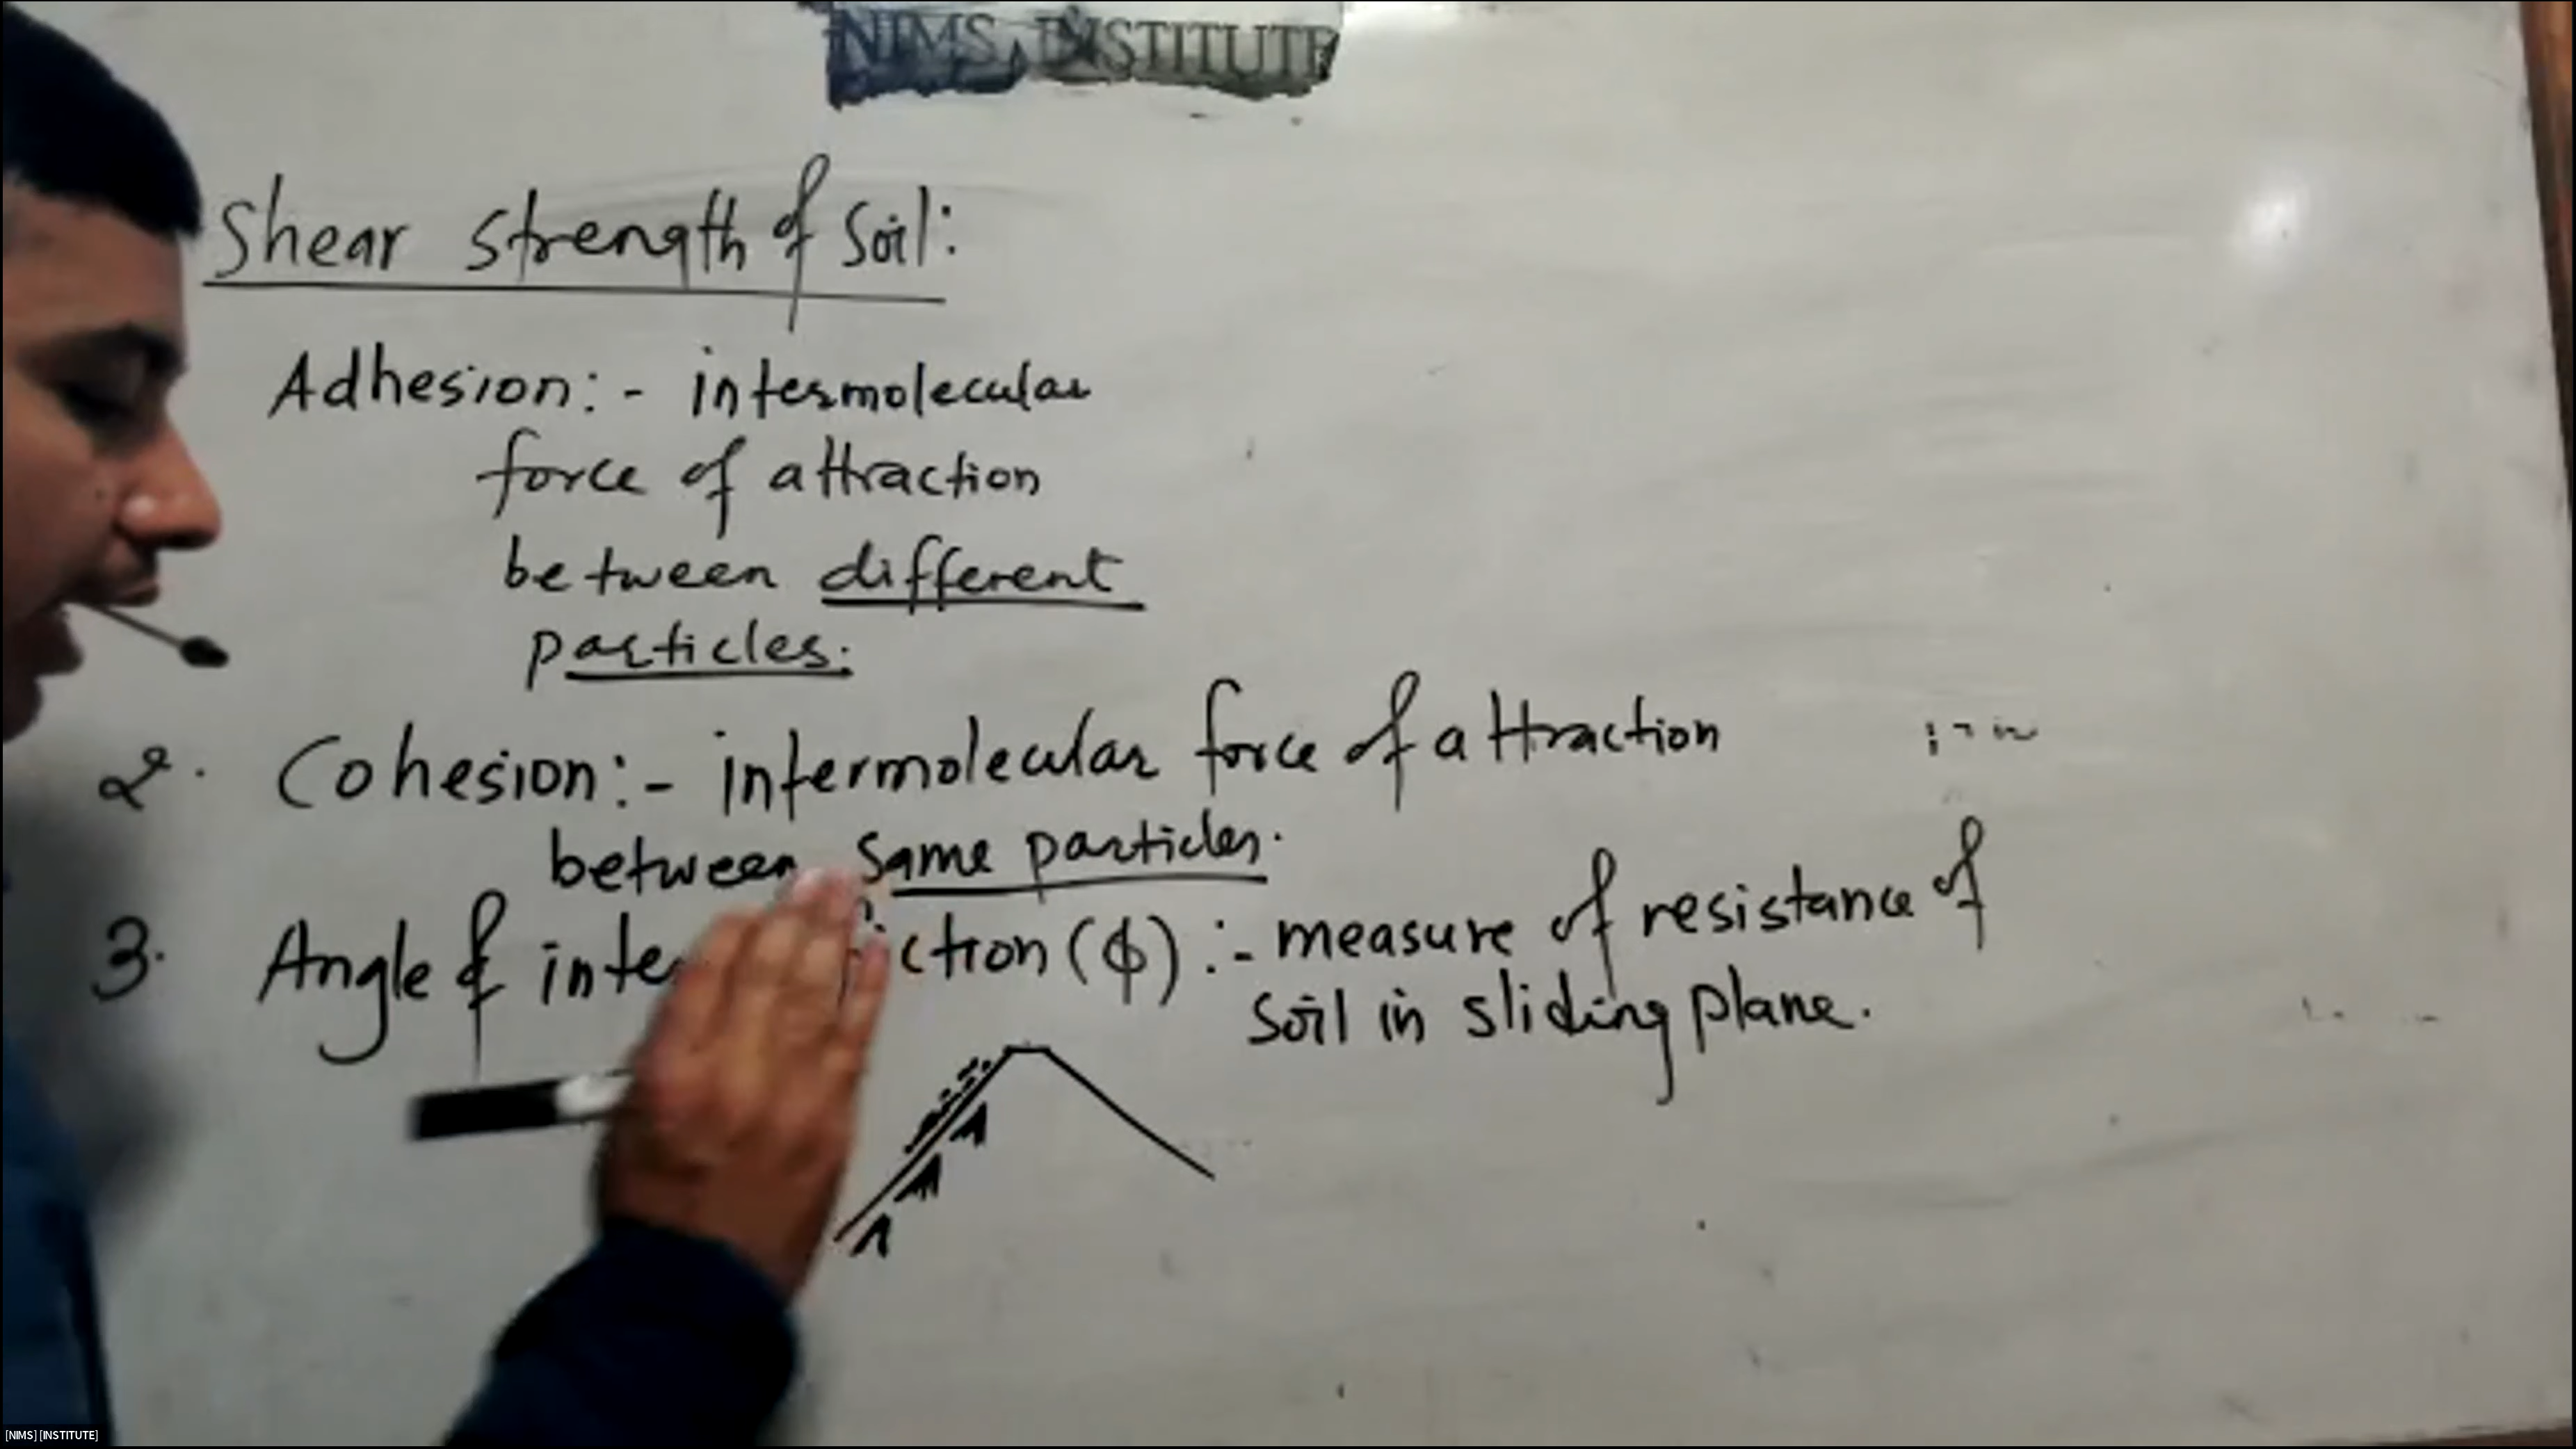 NIMS INSTITUTE
Shear strength of soil:
Adhesion:- intermolecular
force of attraction
between different
particles.
2. Cohesion:- intermolecular force of attraction
between same particles.
3. Angle of inte ction (ϕ) :- measure of resistance of
soil in sliding plane.
[NIMS] [INSTITUTE]